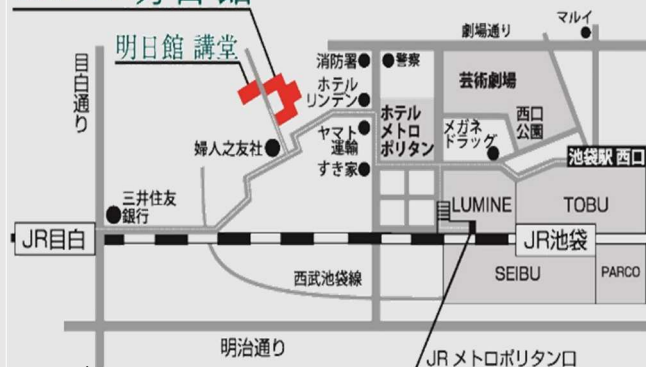 明日館
明日館 講堂
目白通り
消防署
警察
劇場通り
マルイ
ホテル
リンデン
芸術劇場
ホテル
メトロ
ポリタン
西口
公園
ヤマト
運輸
メガネ
ドラッグ
婦人之友社
すき家
池袋駅 西口
三井住友
銀行
LUMINE
TOBU
JR目白
JR池袋
西武池袋線
SEIBU
PARCO
明治通り
JR メトロポリタン口